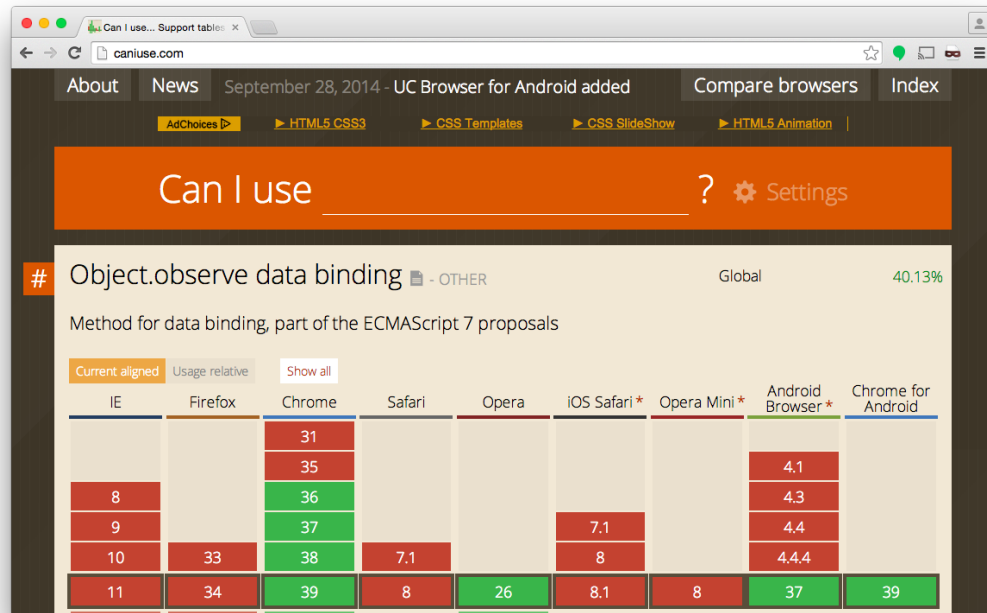 Can I use... Support tables
caniuse.com
About News September 28, 2014 - UC Browser for Android added Compare browsers Index
AdChoices ▶ HTML5 CSS3 ▶ CSS Templates ▶ CSS SlideShow ▶ HTML5 Animation
Can I use ? Settings
# Object.observe data binding - OTHER Global 40.13%
Method for data binding, part of the ECMAScript 7 proposals
Current aligned Usage relative Show all
IE Firefox Chrome Safari Opera iOS Safari * Opera Mini * Android Browser * Chrome for Android
31
35 4.1
8 36 4.3
9 37 7.1 4.4
10 33 38 7.1 8 4.4.4
11 34 39 8 26 8.1 8 37 39